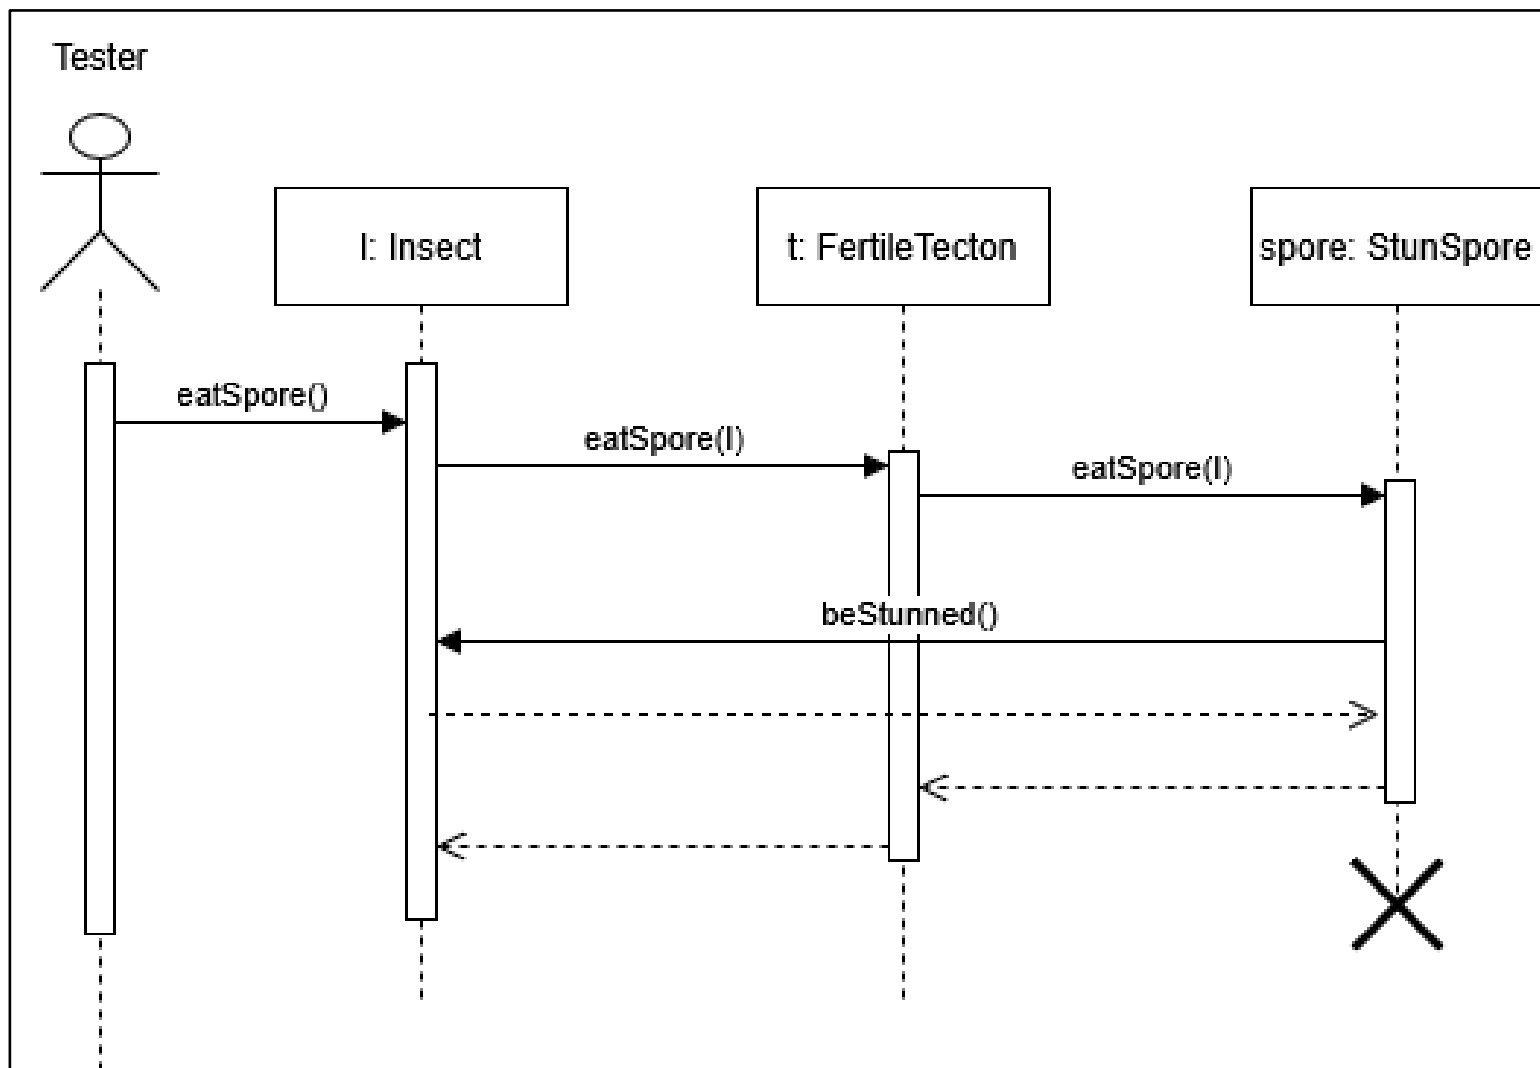 Tester
I: Insect
t: FertileTecton
spore: StunSpore
eatSpore()
eatSpore(I)
eatSpore(I)
beStunned()